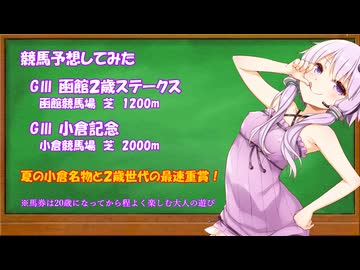 競馬予想してみた
GⅢ 函館2歳ステークス
函館競馬場 芝 1200m
GⅢ 小倉記念
小倉競馬場 芝 2000m
夏の小倉名物と2歳世代の最速重賞！
※馬券は20歳になってから程よく楽しむ大人の遊び